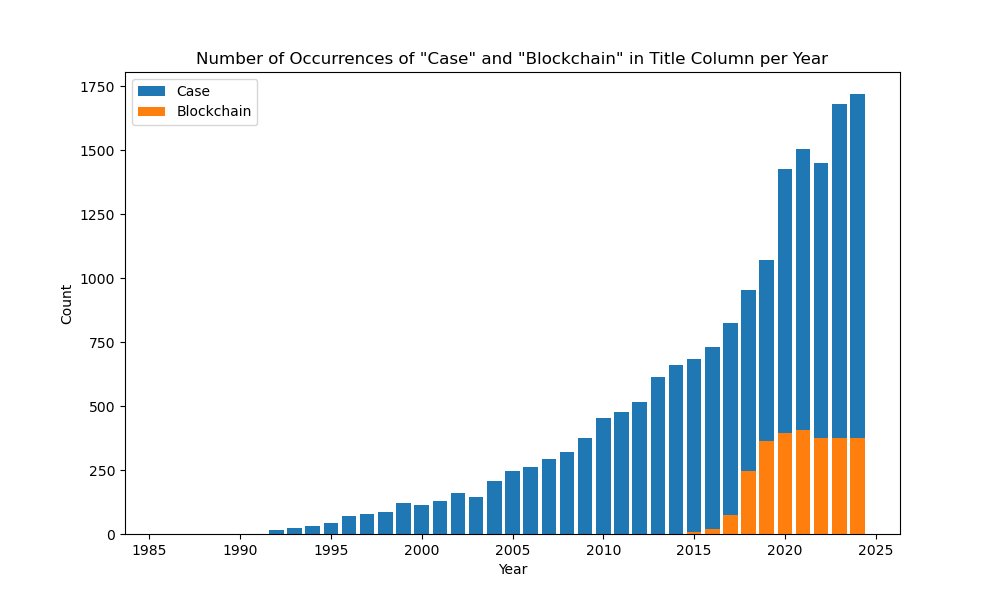 Number of Occurrences of "Case" and "Blockchain" in Title Column per Year
Case
Blockchain
1750
1500
1250
1000
750
500
250
0
Count
1985 1990 1995 2000 2005 2010 2015 2020 2025
Year